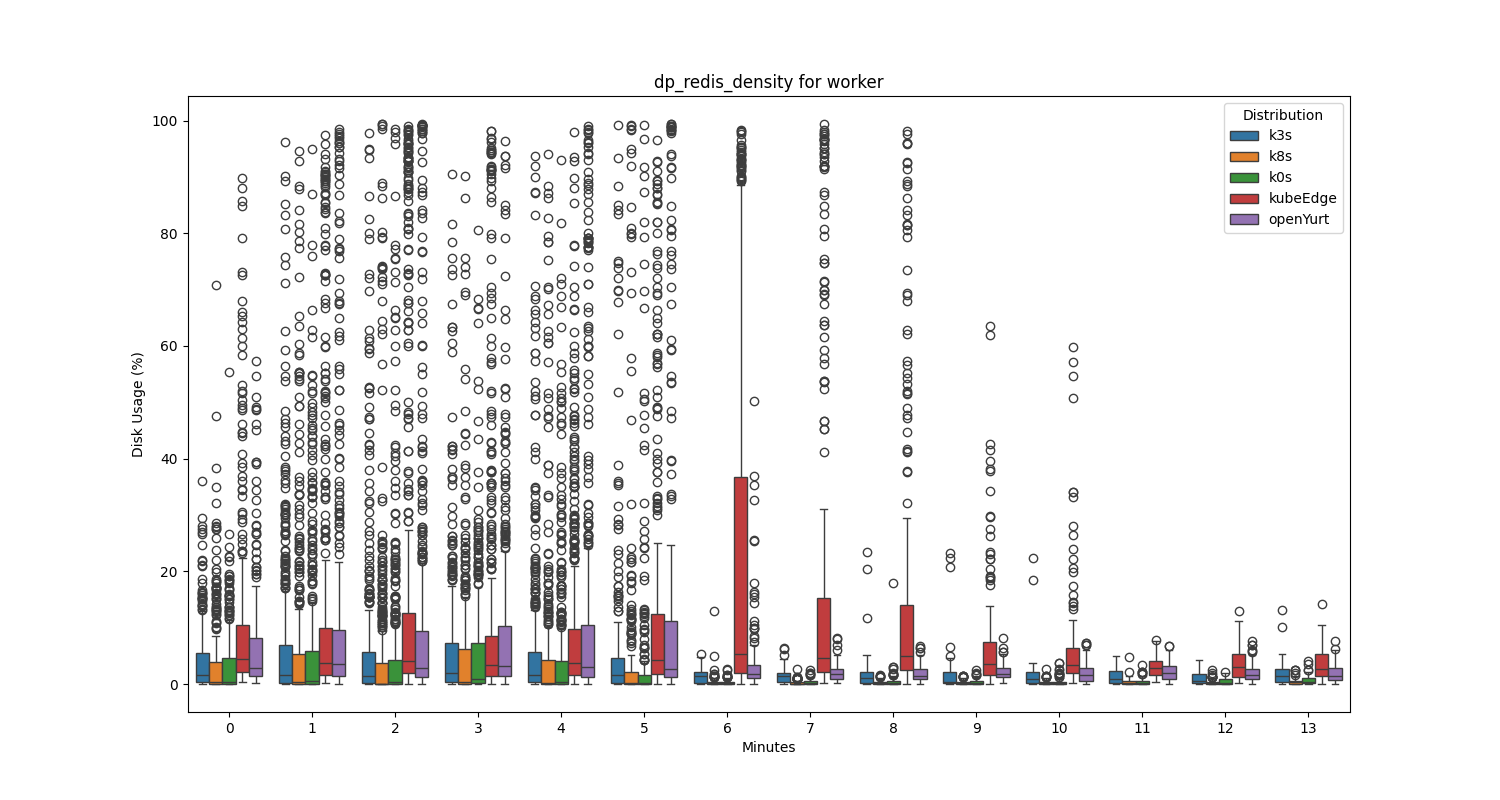 dp_redis_density for worker
Disk Usage (%)
100
80
60
40
20
0
0 1 2 3 4 5 6 7 8 9 10 11 12 13
Minutes
Distribution
k3s
k8s
k0s
kubeEdge
openYurt